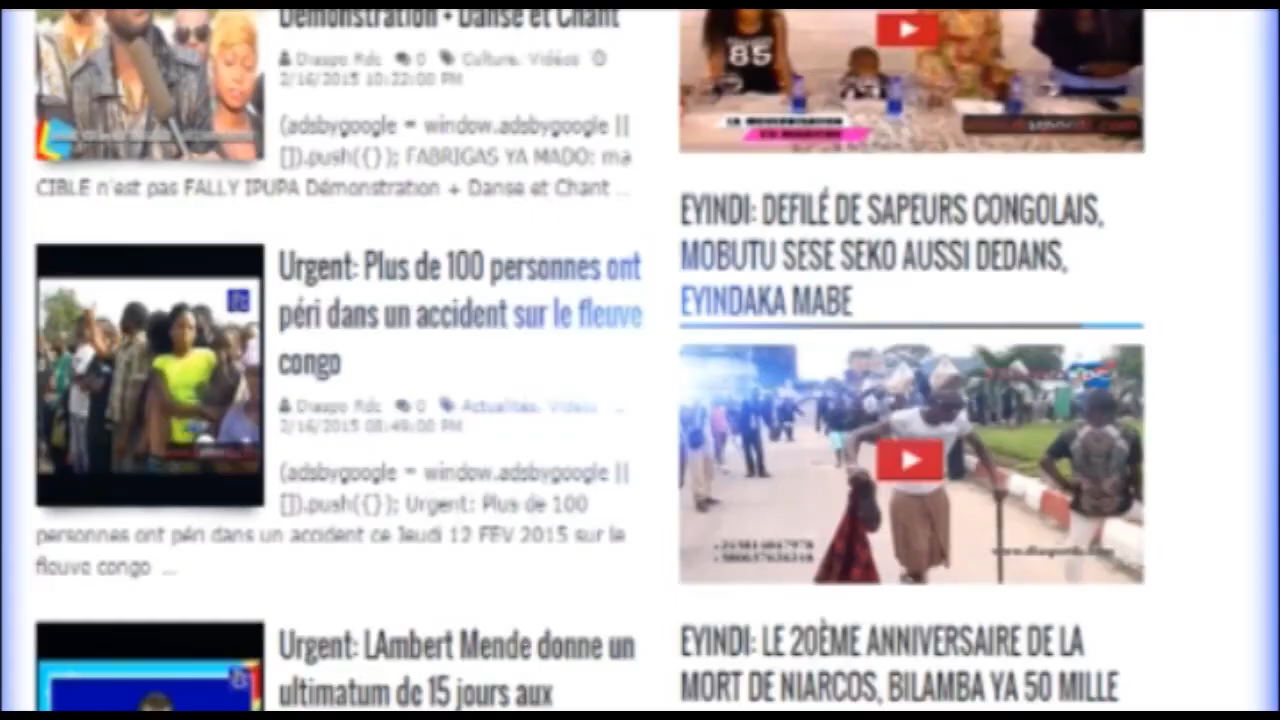 Démonstration + Danse et Chant
Diaspo Rdc 0 Culture, Vidéos
2/16/2015 10:22:00 PM
(adsbygoogle = window.adsbygoogle ||
[]).push({}); FABRIGAS YA MADO: ma
CIBLE n'est pas FALLY IPUPA Démonstration + Danse et Chant ...
Urgent: Plus de 100 personnes ont
péri dans un accident sur le fleuve
congo
Diaspo Rdc 0 Actualités, Vidéos ...
2/16/2015 08:49:00 PM
(adsbygoogle = window.adsbygoogle ||
[]).push({}); Urgent: Plus de 100
personnes ont péri dans un accident ce Jeudi 12 FEV 2015 sur le
fleuve congo ...
Urgent: LAmbert Mende donne un
ultimatum de 15 jours aux
85
EYINDI: DEFILÉ DE SAPEURS CONGOLAIS,
MOBUTU SESE SEKO AUSSI DEDANS,
EYINDAKA MABE
EYINDI: LE 20ÈME ANNIVERSAIRE DE LA
MORT DE NIARCOS, BILAMBA YA 50 MILLE